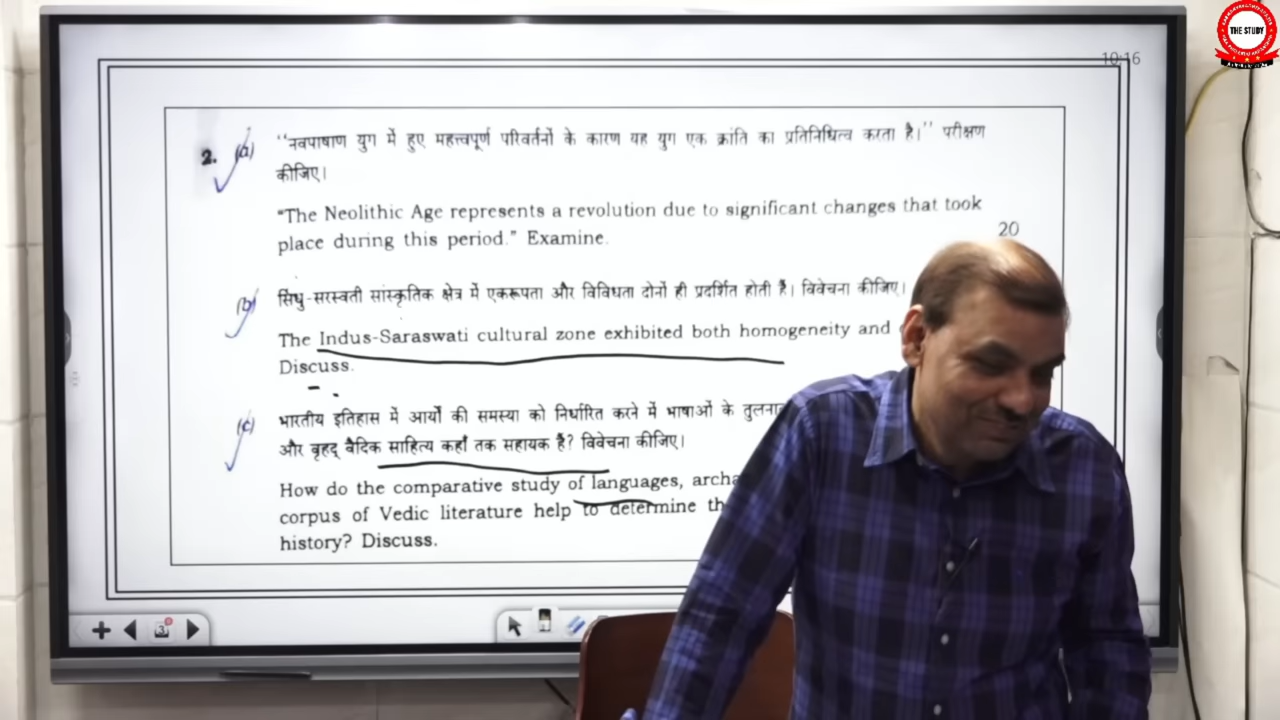 THE STUDY
10:16
2. (a) "नवपाषाण युग में हुए महत्त्वपूर्ण परिवर्तनों के कारण यह युग एक क्रांति का प्रतिनिधित्व करता है।" परीक्षण
कीजिए।
"The Neolithic Age represents a revolution due to significant changes that took
place during this period." Examine.
20
(b) सिंधु-सरस्वती सांस्कृतिक क्षेत्र में एकरूपता और विविधता दोनों ही प्रदर्शित होती हैं। विवेचना कीजिए।
The Indus-Saraswati cultural zone exhibited both homogeneity and
Discuss.
(c) भारतीय इतिहास में आर्यों की समस्या को निर्धारित करने में भाषाओं के
और वृहद् वैदिक साहित्य कहाँ तक सहायक हैं? विवेचना कीजिए।
How do the comparative study of languages,
corpus of Vedic literature help to determine
history? Discuss.
3